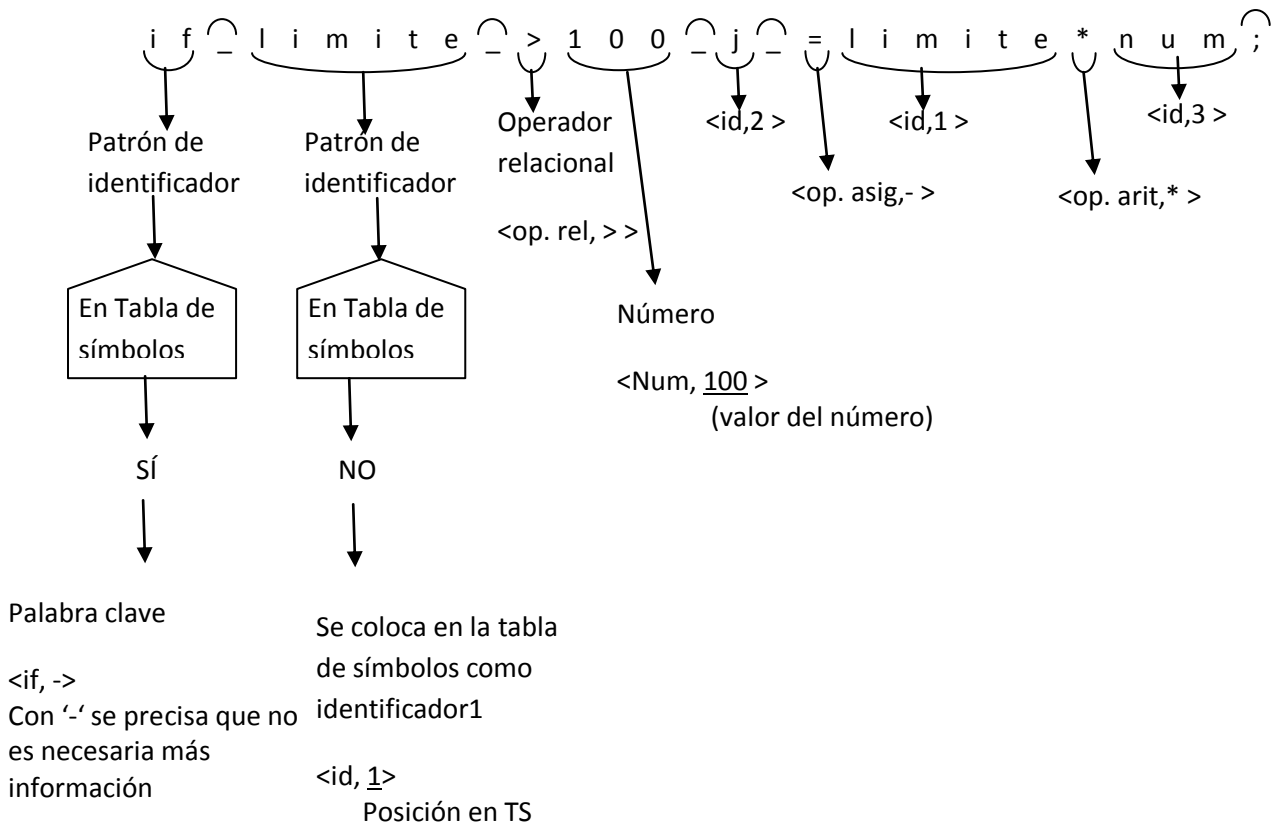 i f _ l i m i t e _ > 1 0 0 _ j _ = l i m i t e * n u m ;
Patrón de
identificador
Patrón de
identificador
Operador
relacional
<op. rel, > >
<id,2 >
<id,1 >
<id,3 >
<op. asig,- >
<op. arit,* >
En Tabla de
símbolos
En Tabla de
símbolos
Número
<Num, 100 >
(valor del número)
SÍ
NO
Palabra clave
<if, ->
Con ‘-‘ se precisa que no
es necesaria más
información
Se coloca en la tabla
de símbolos como
identificador1
<id, 1>
Posición en TS